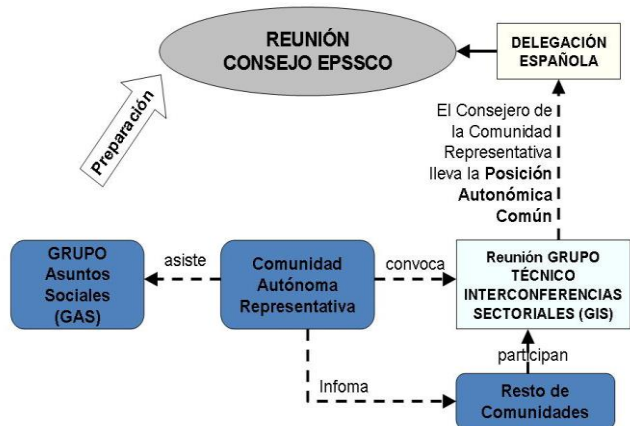 REUNIÓN
CONSEJO EPSSCO
DELEGACIÓN
ESPAÑOLA
Preparación
El Consejero de
la Comunidad
Representativa
lleva la Posición
Autonómica
Común
GRUPO
Asuntos
Sociales
(GAS)
asiste
Comunidad
Autónoma
Representativa
convoca
Reunión GRUPO
TÉCNICO
INTERCONFERENCIAS
SECTORIALES (GIS)
participan
Infoma
Resto de
Comunidades